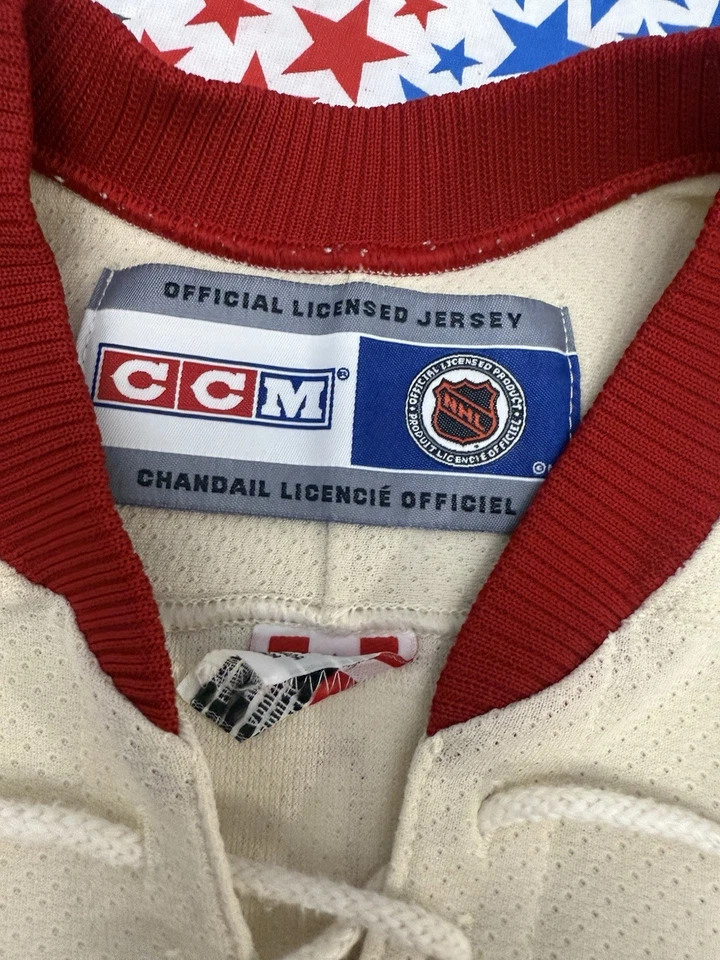 OFFICIAL LICENSED JERSEY
CCM®
OFFICIAL LICENSED PRODUCT
NHL
PRODUIT LICENCIÉ OFFICIEL
CHANDAIL LICENCIÉ OFFICIEL